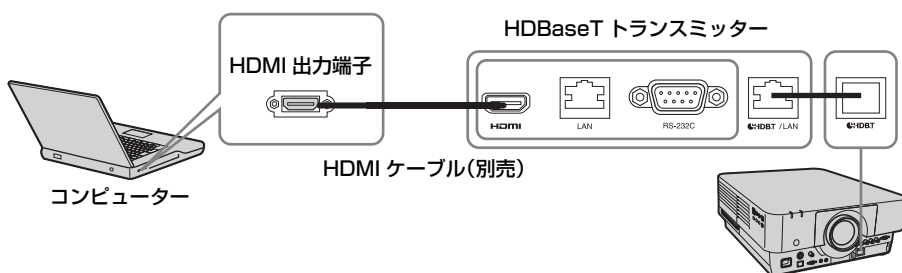 HDBaseT トランスミッター
HDMI 出力端子
HDMI
LAN
RS-232C
HDBT /LAN
HDBT
HDMI ケーブル（別売）
コンピューター